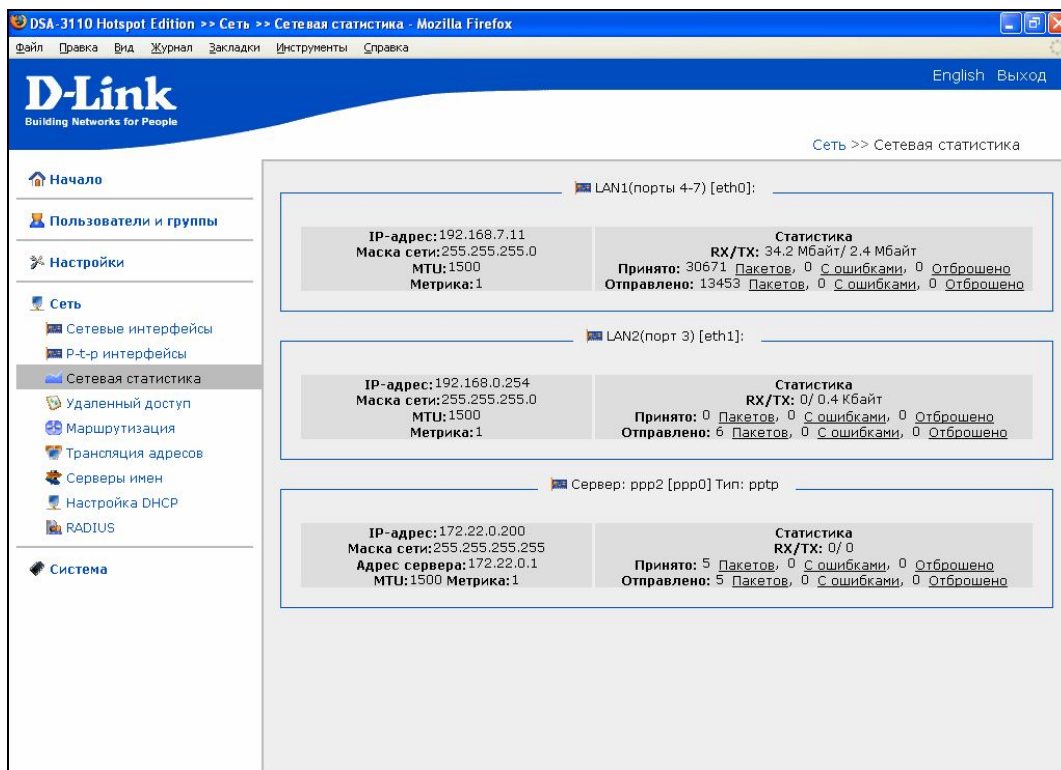 DSA-3110 Hotspot Edition >> Сеть >> Сетевая статистика - Mozilla Firefox
Файл Правка Вид Журнал Закладки Инструменты Справка
English Выход
D-Link
Building Networks for People
Сеть >> Сетевая статистика
Начало
Пользователи и группы
Настройки
Сеть
Сетевые интерфейсы
P-t-p интерфейсы
Сетевая статистика
Удаленный доступ
Маршрутизация
Трансляция адресов
Серверы имен
Настройка DHCP
RADIUS
Система
LAN1(порты 4-7) [eth0]:
IP-адрес:192.168.7.11
Маска сети:255.255.255.0
MTU:1500
Метрика:1
Статистика
RX/TX: 34.2 Мбайт/ 2.4 Мбайт
Принято: 30671 Пакетов, 0 С ошибками, 0 Отброшено
Отправлено: 13453 Пакетов, 0 С ошибками, 0 Отброшено
LAN2(порт 3) [eth1]:
IP-адрес:192.168.0.254
Маска сети:255.255.255.0
MTU:1500
Метрика:1
Статистика
RX/TX: 0/ 0.4 Кбайт
Принято: 0 Пакетов, 0 С ошибками, 0 Отброшено
Отправлено: 6 Пакетов, 0 С ошибками, 0 Отброшено
Сервер: ppp2 [ppp0] Тип: pptp
IP-адрес:172.22.0.200
Маска сети:255.255.255.255
Адрес сервера:172.22.0.1
MTU:1500 Метрика:1
Статистика
RX/TX: 0/ 0
Принято: 5 Пакетов, 0 С ошибками, 0 Отброшено
Отправлено: 5 Пакетов, 0 С ошибками, 0 Отброшено